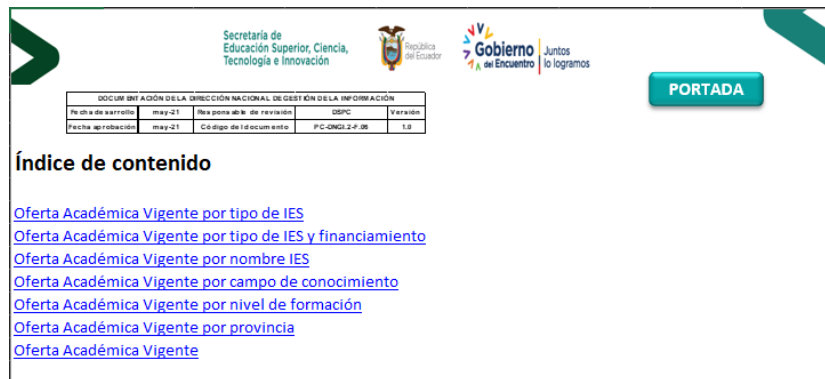 Secretaría de
Educación Superior, Ciencia,
Tecnología e Innovación
República
del Ecuador
Gobierno
del Encuentro
Juntos
lo logramos
PORTADA
DOCUMENTACIÓN DE LA DIRECCIÓN NACIONAL DE GESTIÓN DE LA INFORMACIÓN
Fecha desarrollo may-21 Responsable de revisión DSPC Versión
Fecha aprobación may-21 Código del documento PC-DNGI.2-F.06 1.0
Índice de contenido
Oferta Académica Vigente por tipo de IES
Oferta Académica Vigente por tipo de IES y financiamiento
Oferta Académica Vigente por nombre IES
Oferta Académica Vigente por campo de conocimiento
Oferta Académica Vigente por nivel de formación
Oferta Académica Vigente por provincia
Oferta Académica Vigente